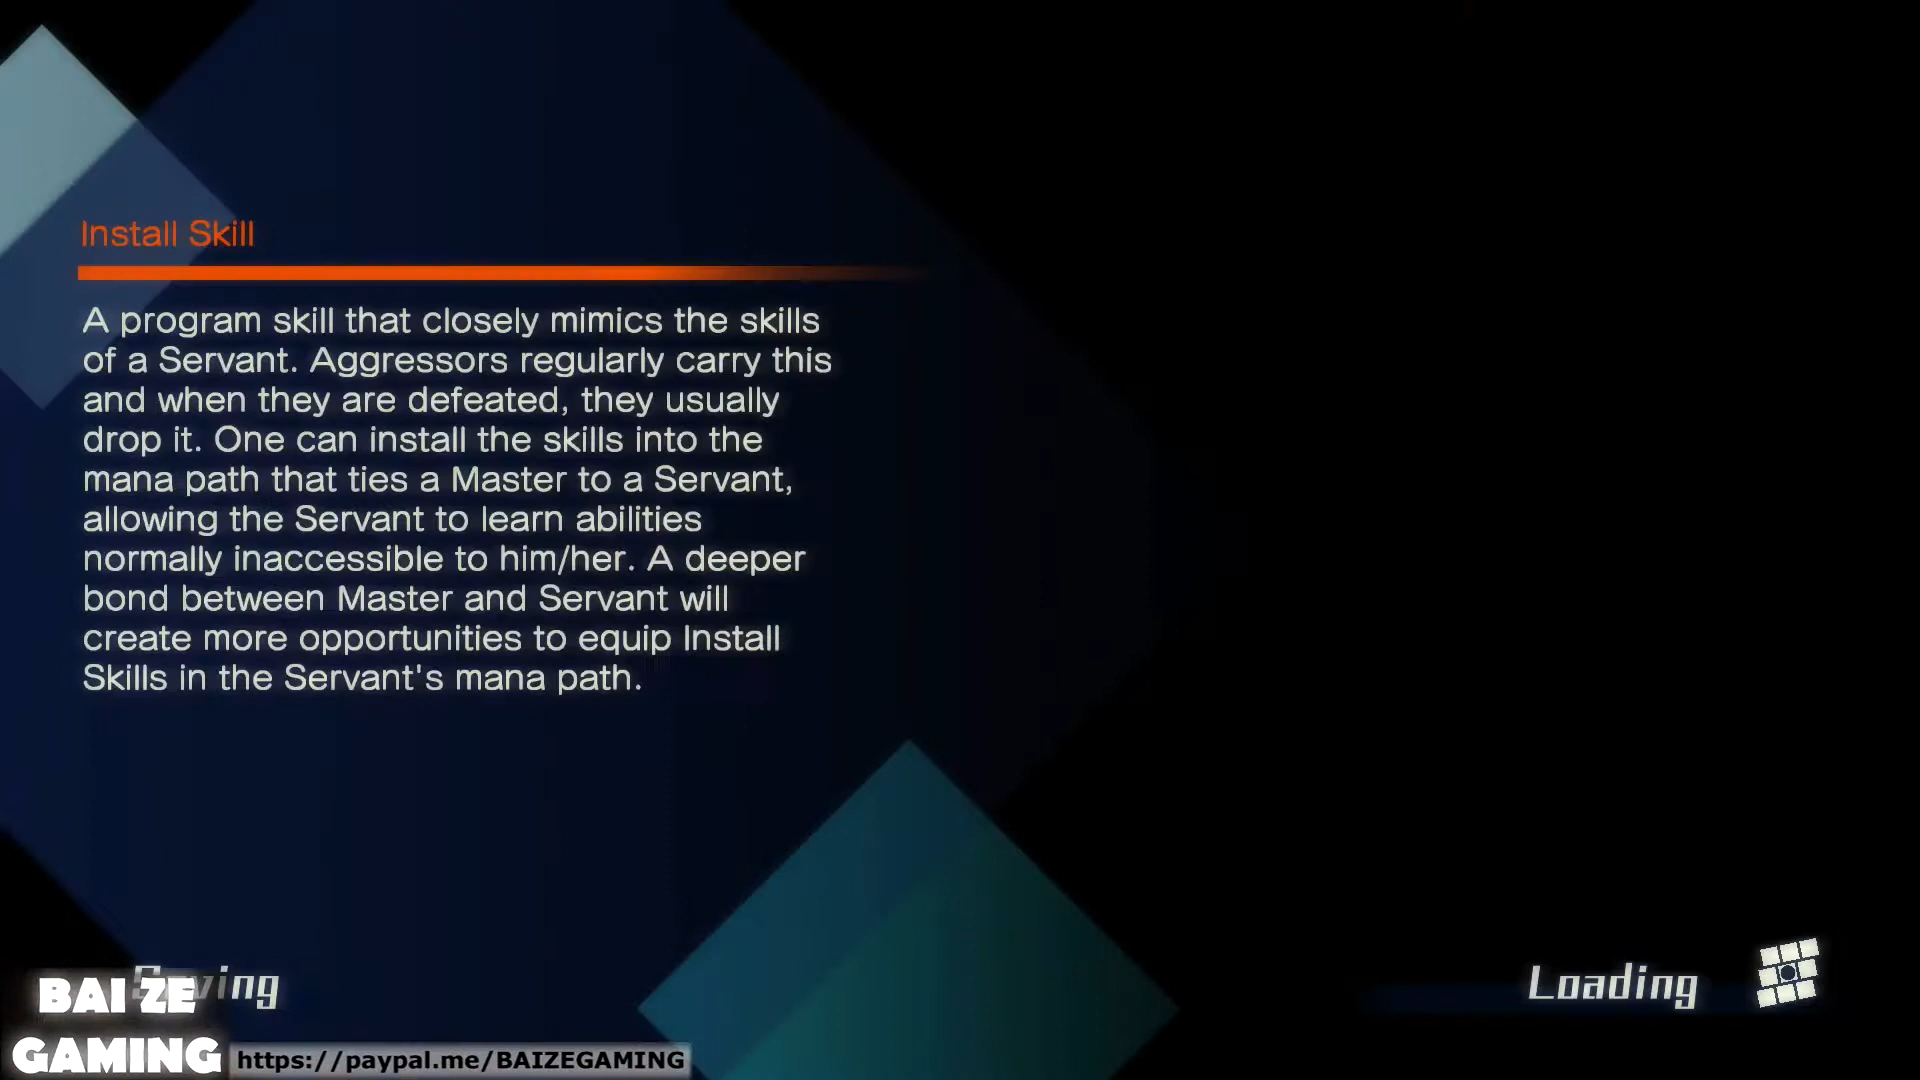 Install Skill
A program skill that closely mimics the skills
of a Servant. Aggressors regularly carry this
and when they are defeated, they usually
drop it. One can install the skills into the
mana path that ties a Master to a Servant,
allowing the Servant to learn abilities
normally inaccessible to him/her. A deeper
bond between Master and Servant will
create more opportunities to equip Install
Skills in the Servant's mana path.
Saving
Loading
BAI ZE
GAMING
https://paypal.me/BAIZEGAMING